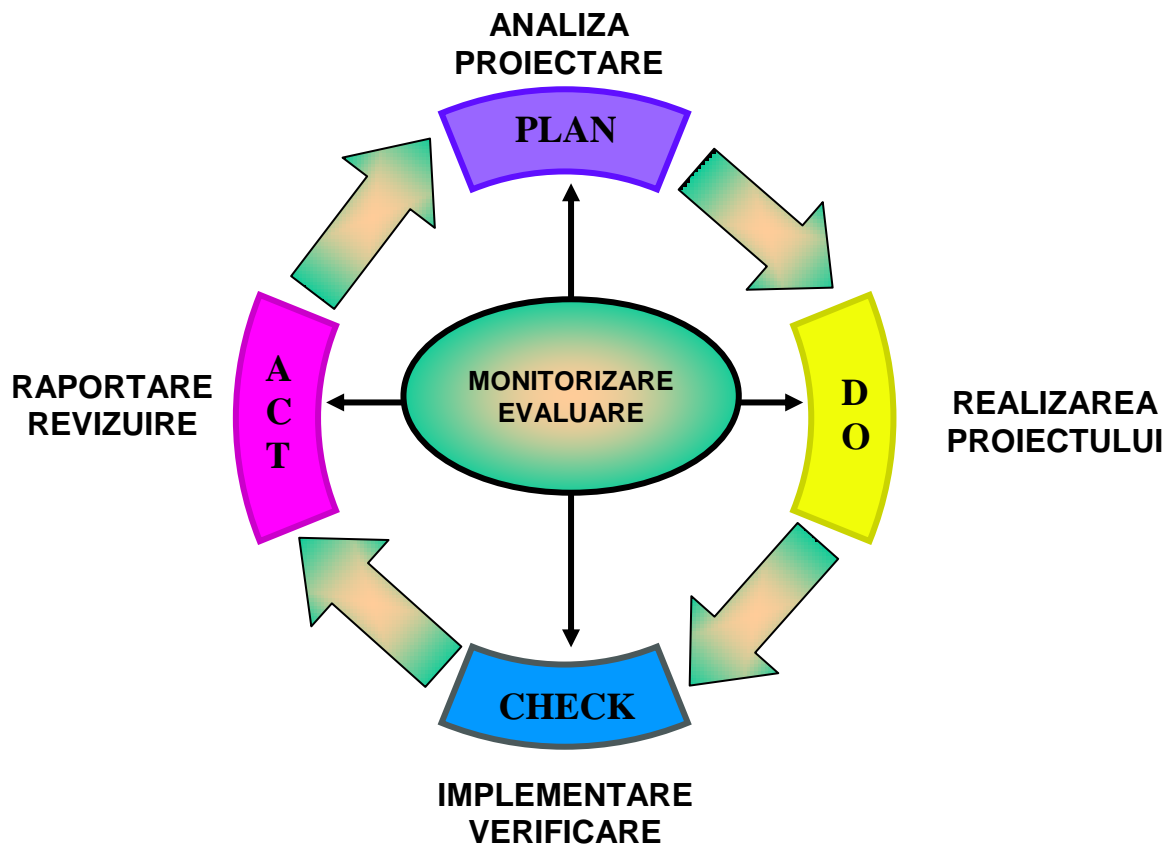 ANALIZA
PROIECTARE
PLAN
MONITORIZARE
EVALUARE
A
C
T
D
O
RAPORTARE
REVIZUIRE
REALIZAREA
PROIECTULUI
CHECK
IMPLEMENTARE
VERIFICARE